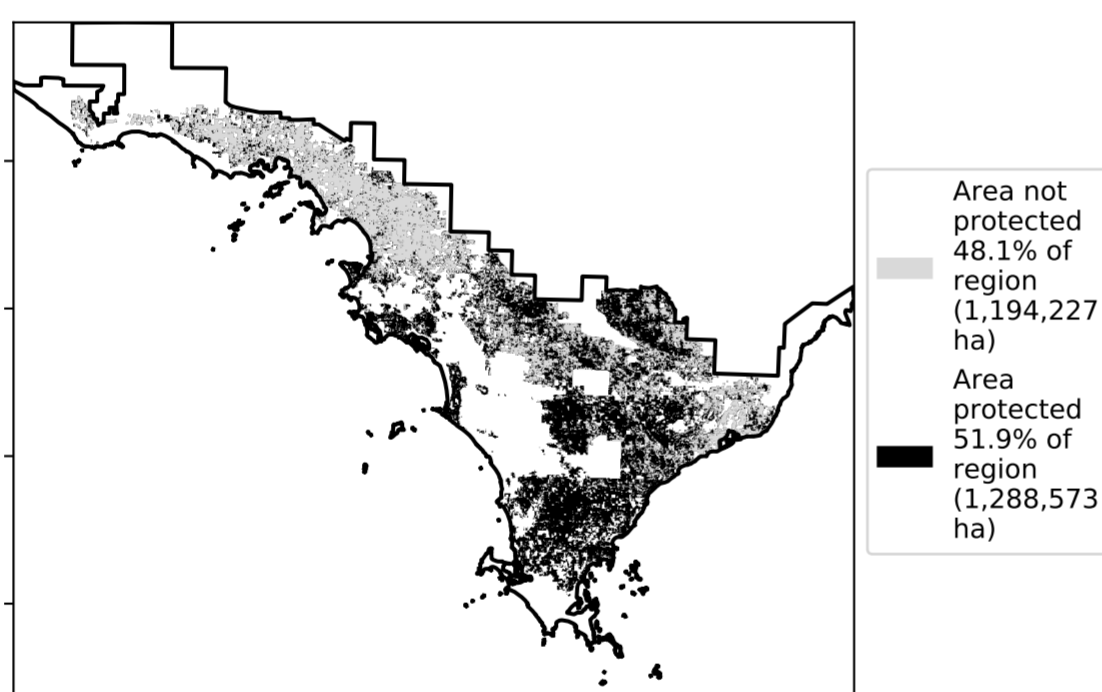 Area not
protected
48.1% of
region
(1,194,227
ha)
Area
protected
51.9% of
region
(1,288,573
ha)